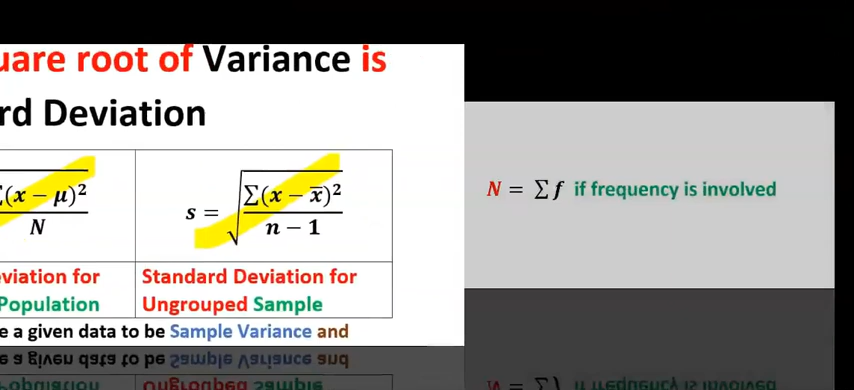 uare root of Variance is
rd Deviation
Σ(x − μ)²
N
s = √ Σ(x − x̄)²
n − 1
N = Σ f if frequency is involved
eviation for
Population
Standard Deviation for
Ungrouped Sample
e a given data to be Sample Variance and